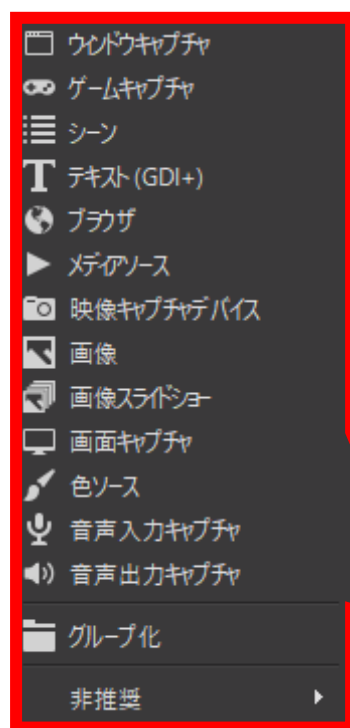 ウィンドウキャプチャ
ゲームキャプチャ
シーン
テキスト (GDI+)
ブラウザ
メディアソース
映像キャプチャデバイス
画像
画像スライドショー
画面キャプチャ
色ソース
音声入力キャプチャ
音声出力キャプチャ
グループ化
非推奨